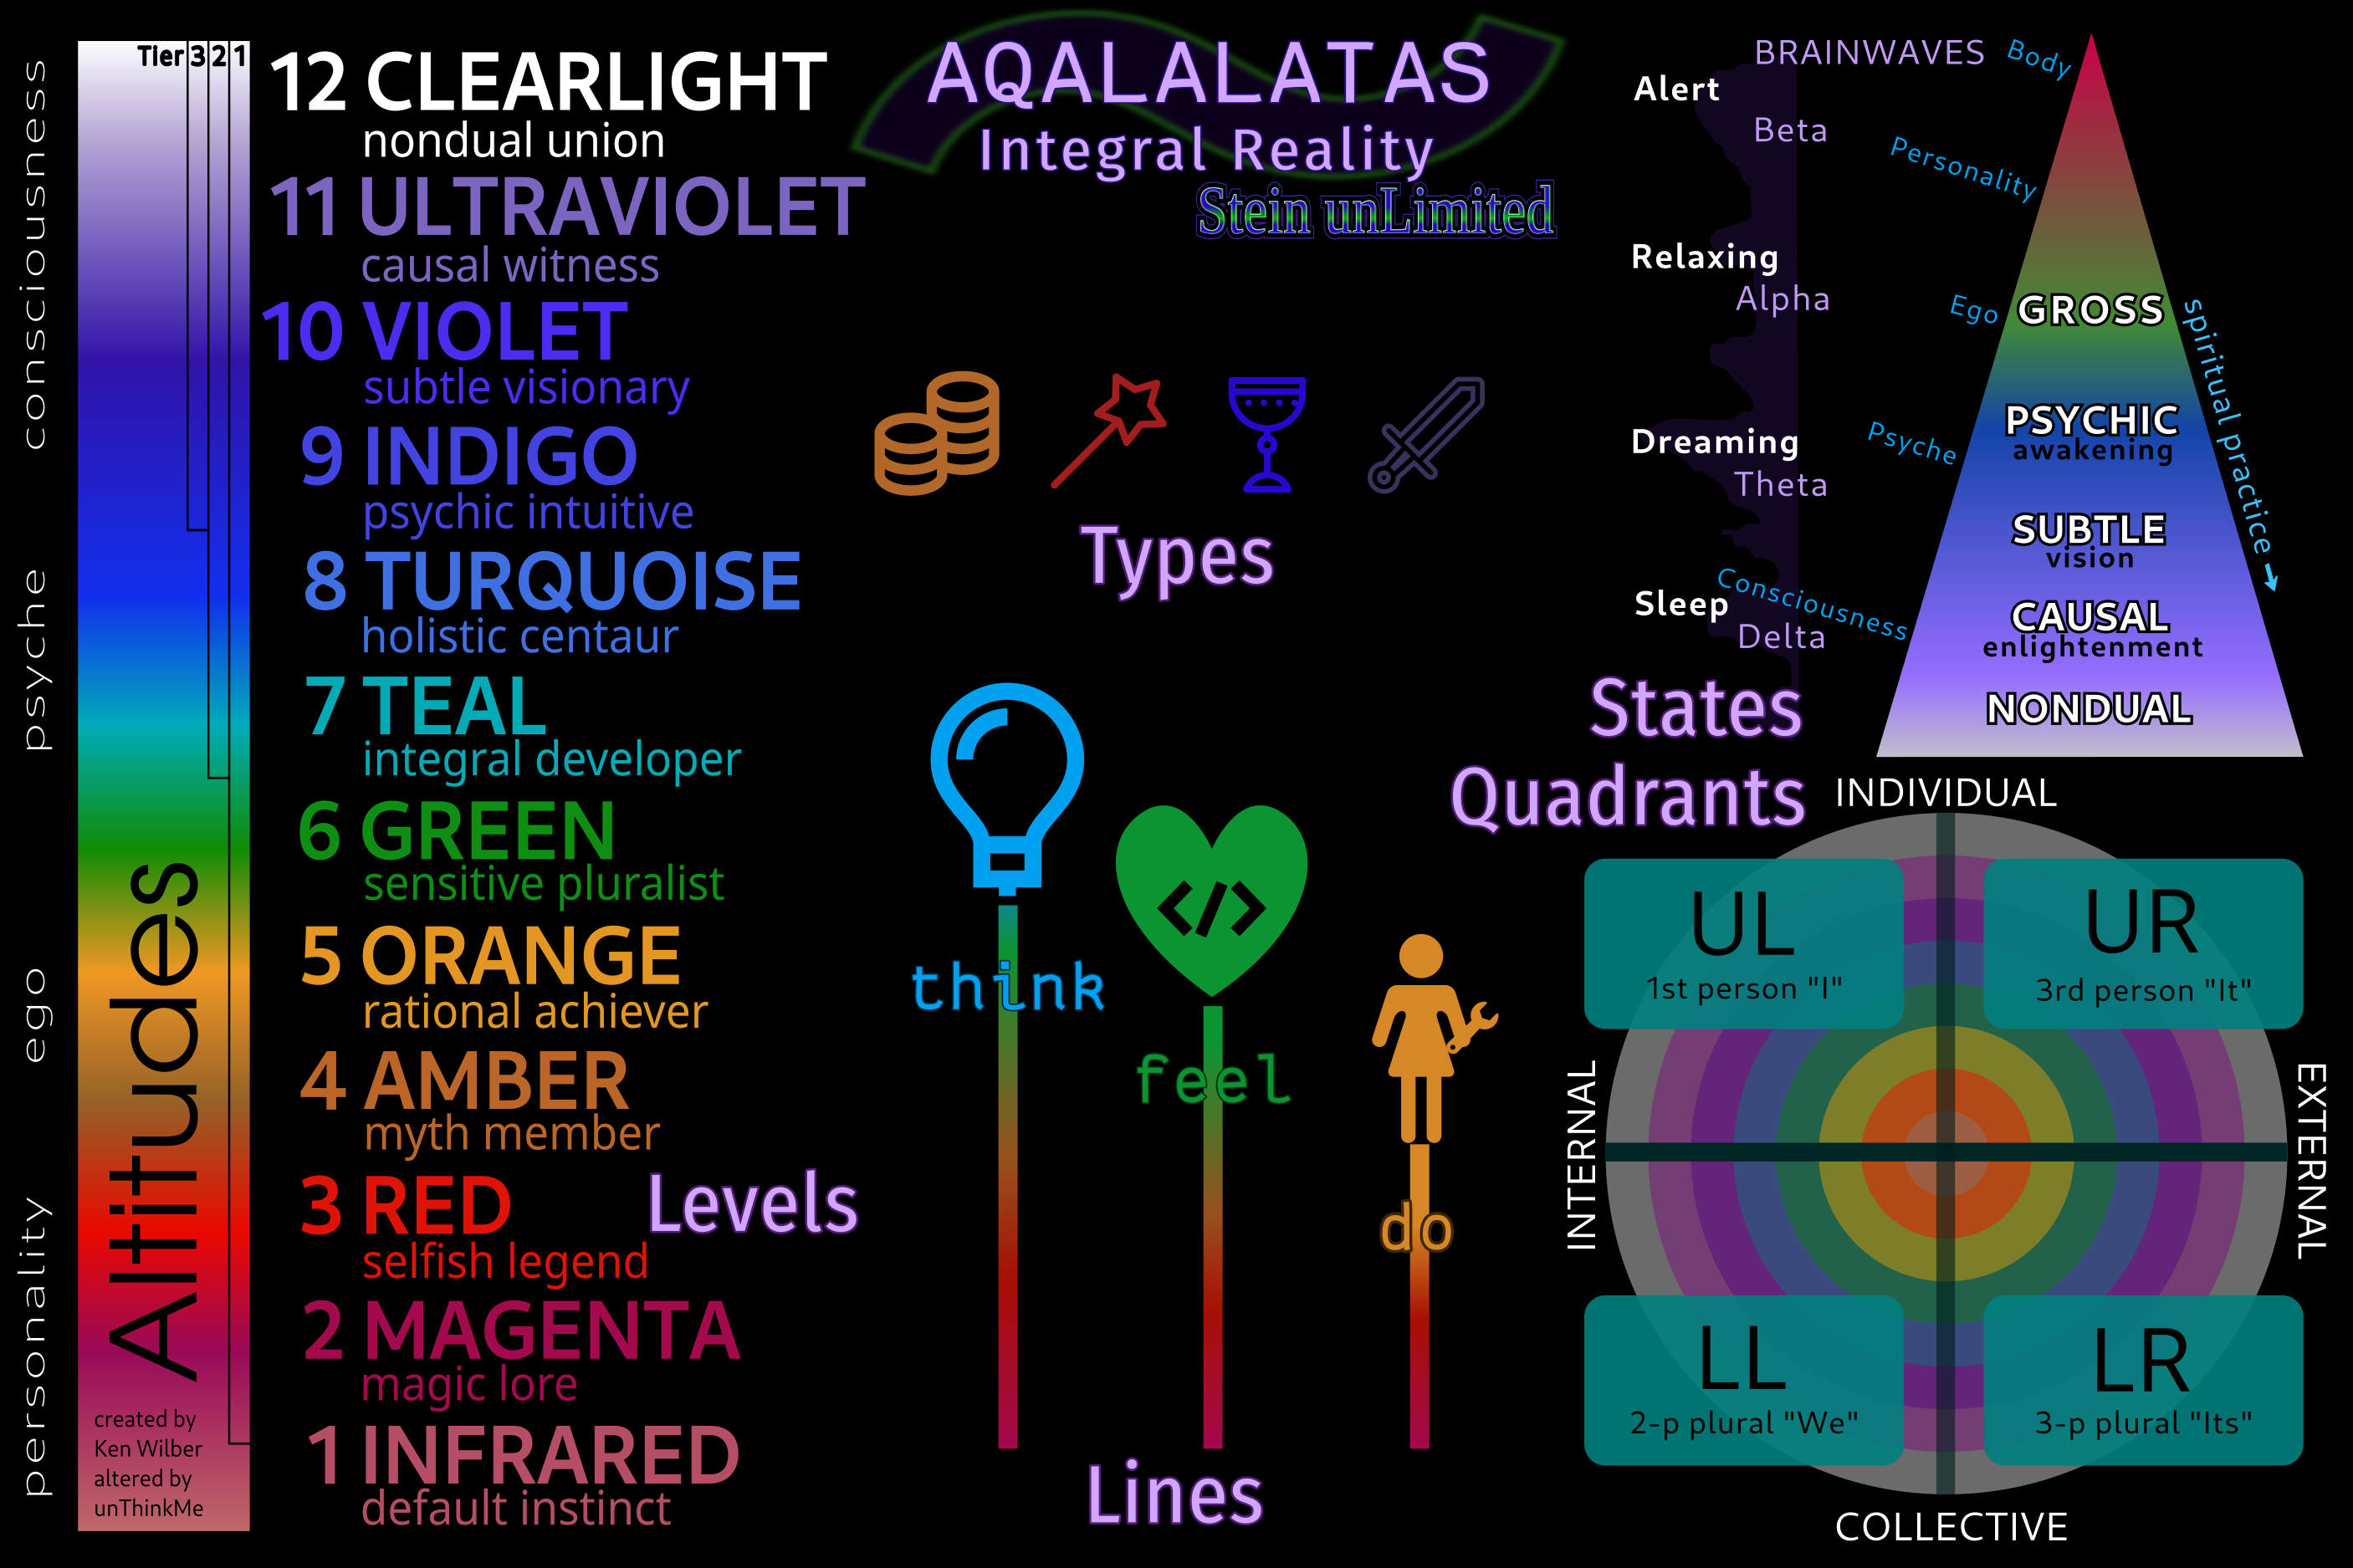 AQALALATAS
Integral Reality
Stein unLimited
consciousness
psyche
ego
personality
Tier 3 2 1
Altitudes
created by
Ken Wilber
altered by
unThinkMe
12 CLEARLIGHT
nondual union
11 ULTRAVIOLET
causal witness
10 VIOLET
subtle visionary
9 INDIGO
psychic intuitive
8 TURQUOISE
holistic centaur
7 TEAL
integral developer
6 GREEN
sensitive pluralist
5 ORANGE
rational achiever
4 AMBER
myth member
3 RED
selfish legend
2 MAGENTA
magic lore
1 INFRARED
default instinct
Levels
Types
think
feel
do
Lines
BRAINWAVES
Alert
Beta
Relaxing
Alpha
Dreaming
Theta
Sleep
Delta
Body
Personality
Ego
Psyche
Consciousness
GROSS
PSYCHIC
awakening
SUBTLE
vision
CAUSAL
enlightenment
NONDUAL
spiritual practice →
States
Quadrants
INDIVIDUAL
INTERNAL
EXTERNAL
COLLECTIVE
UL
1st person "I"
UR
3rd person "It"
LL
2-p plural "We"
LR
3-p plural "Its"